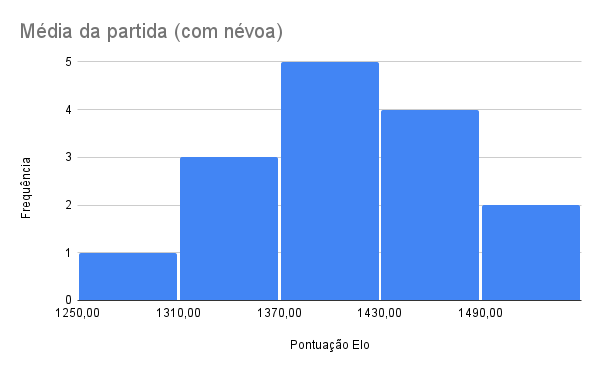 Média da partida (com névoa)
Frequência
5
4
3
2
1
0
1250,00 1310,00 1370,00 1430,00 1490,00
Pontuação Elo